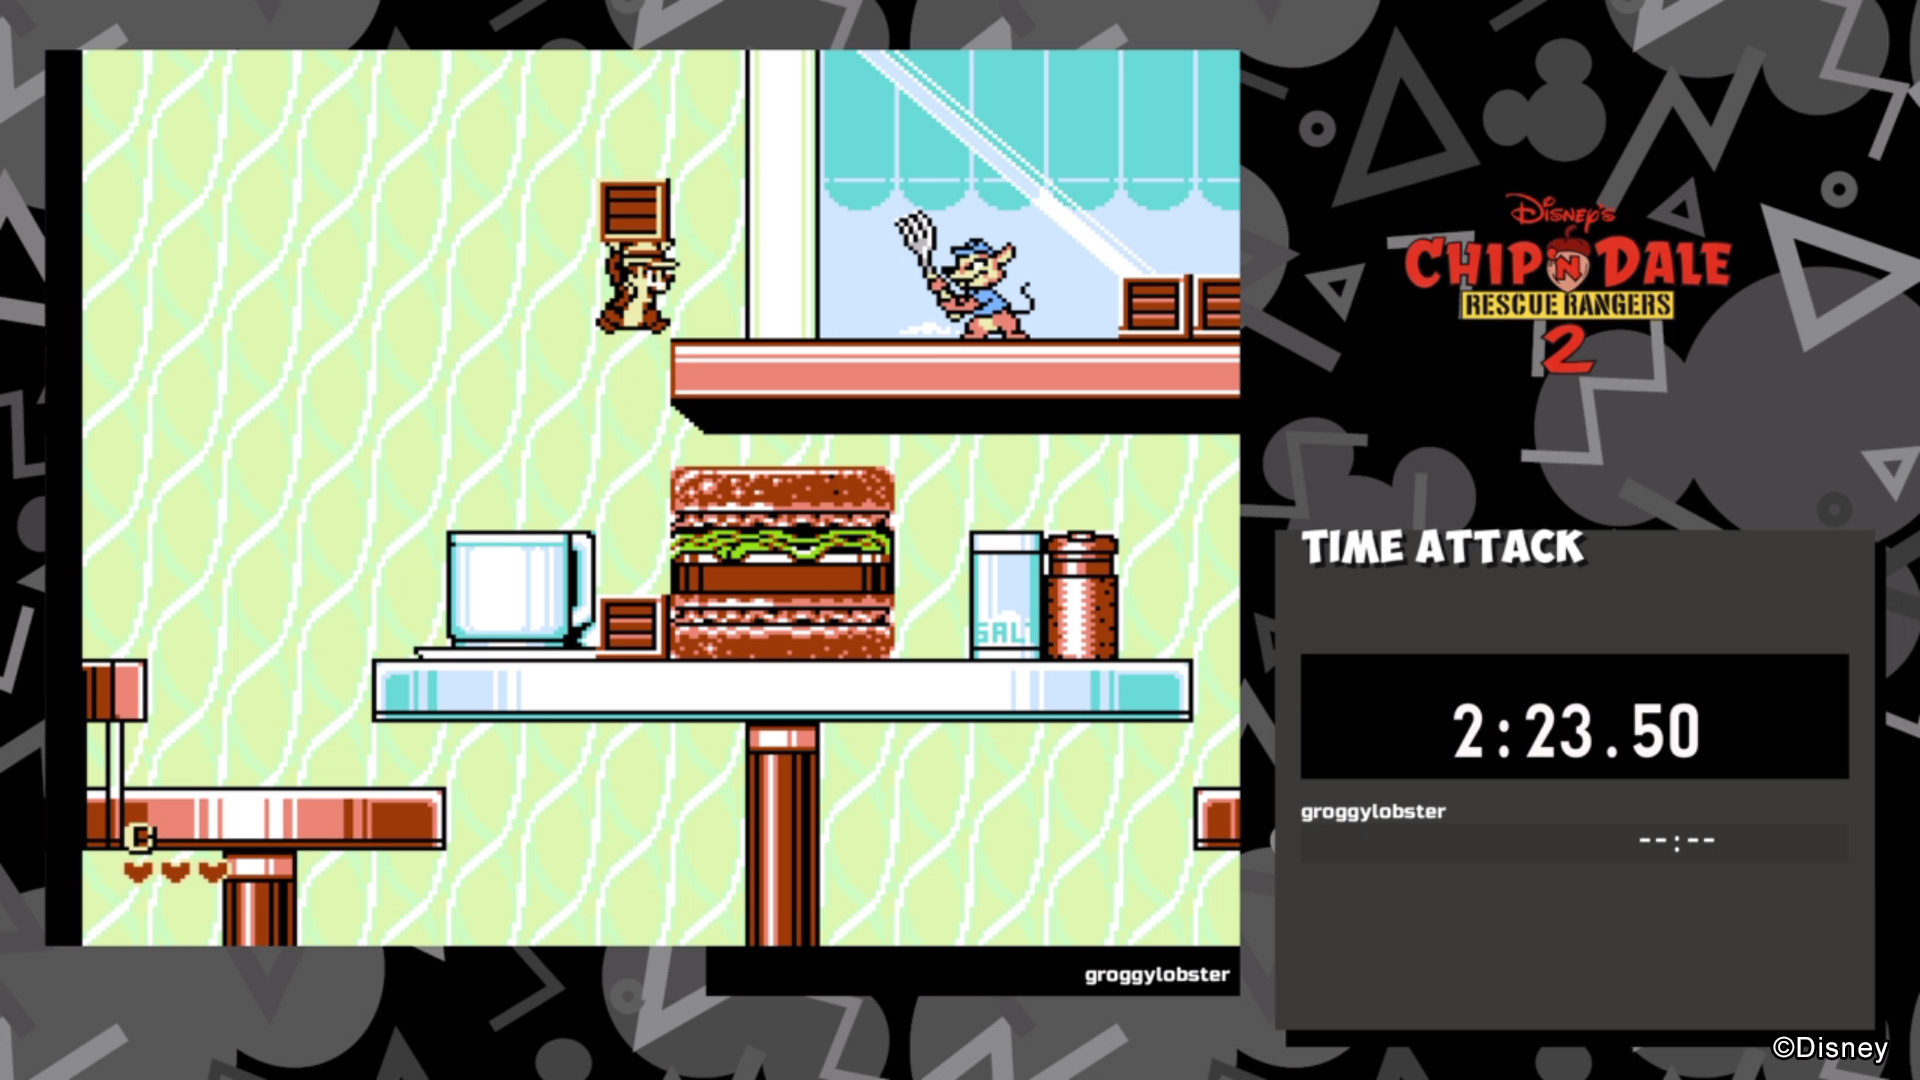 DISNEY'S
CHIP 'N DALE
RESCUE RANGERS
2
TIME ATTACK
2:23.50
groggylobster
--:--
SALT
C
groggylobster
©Disney